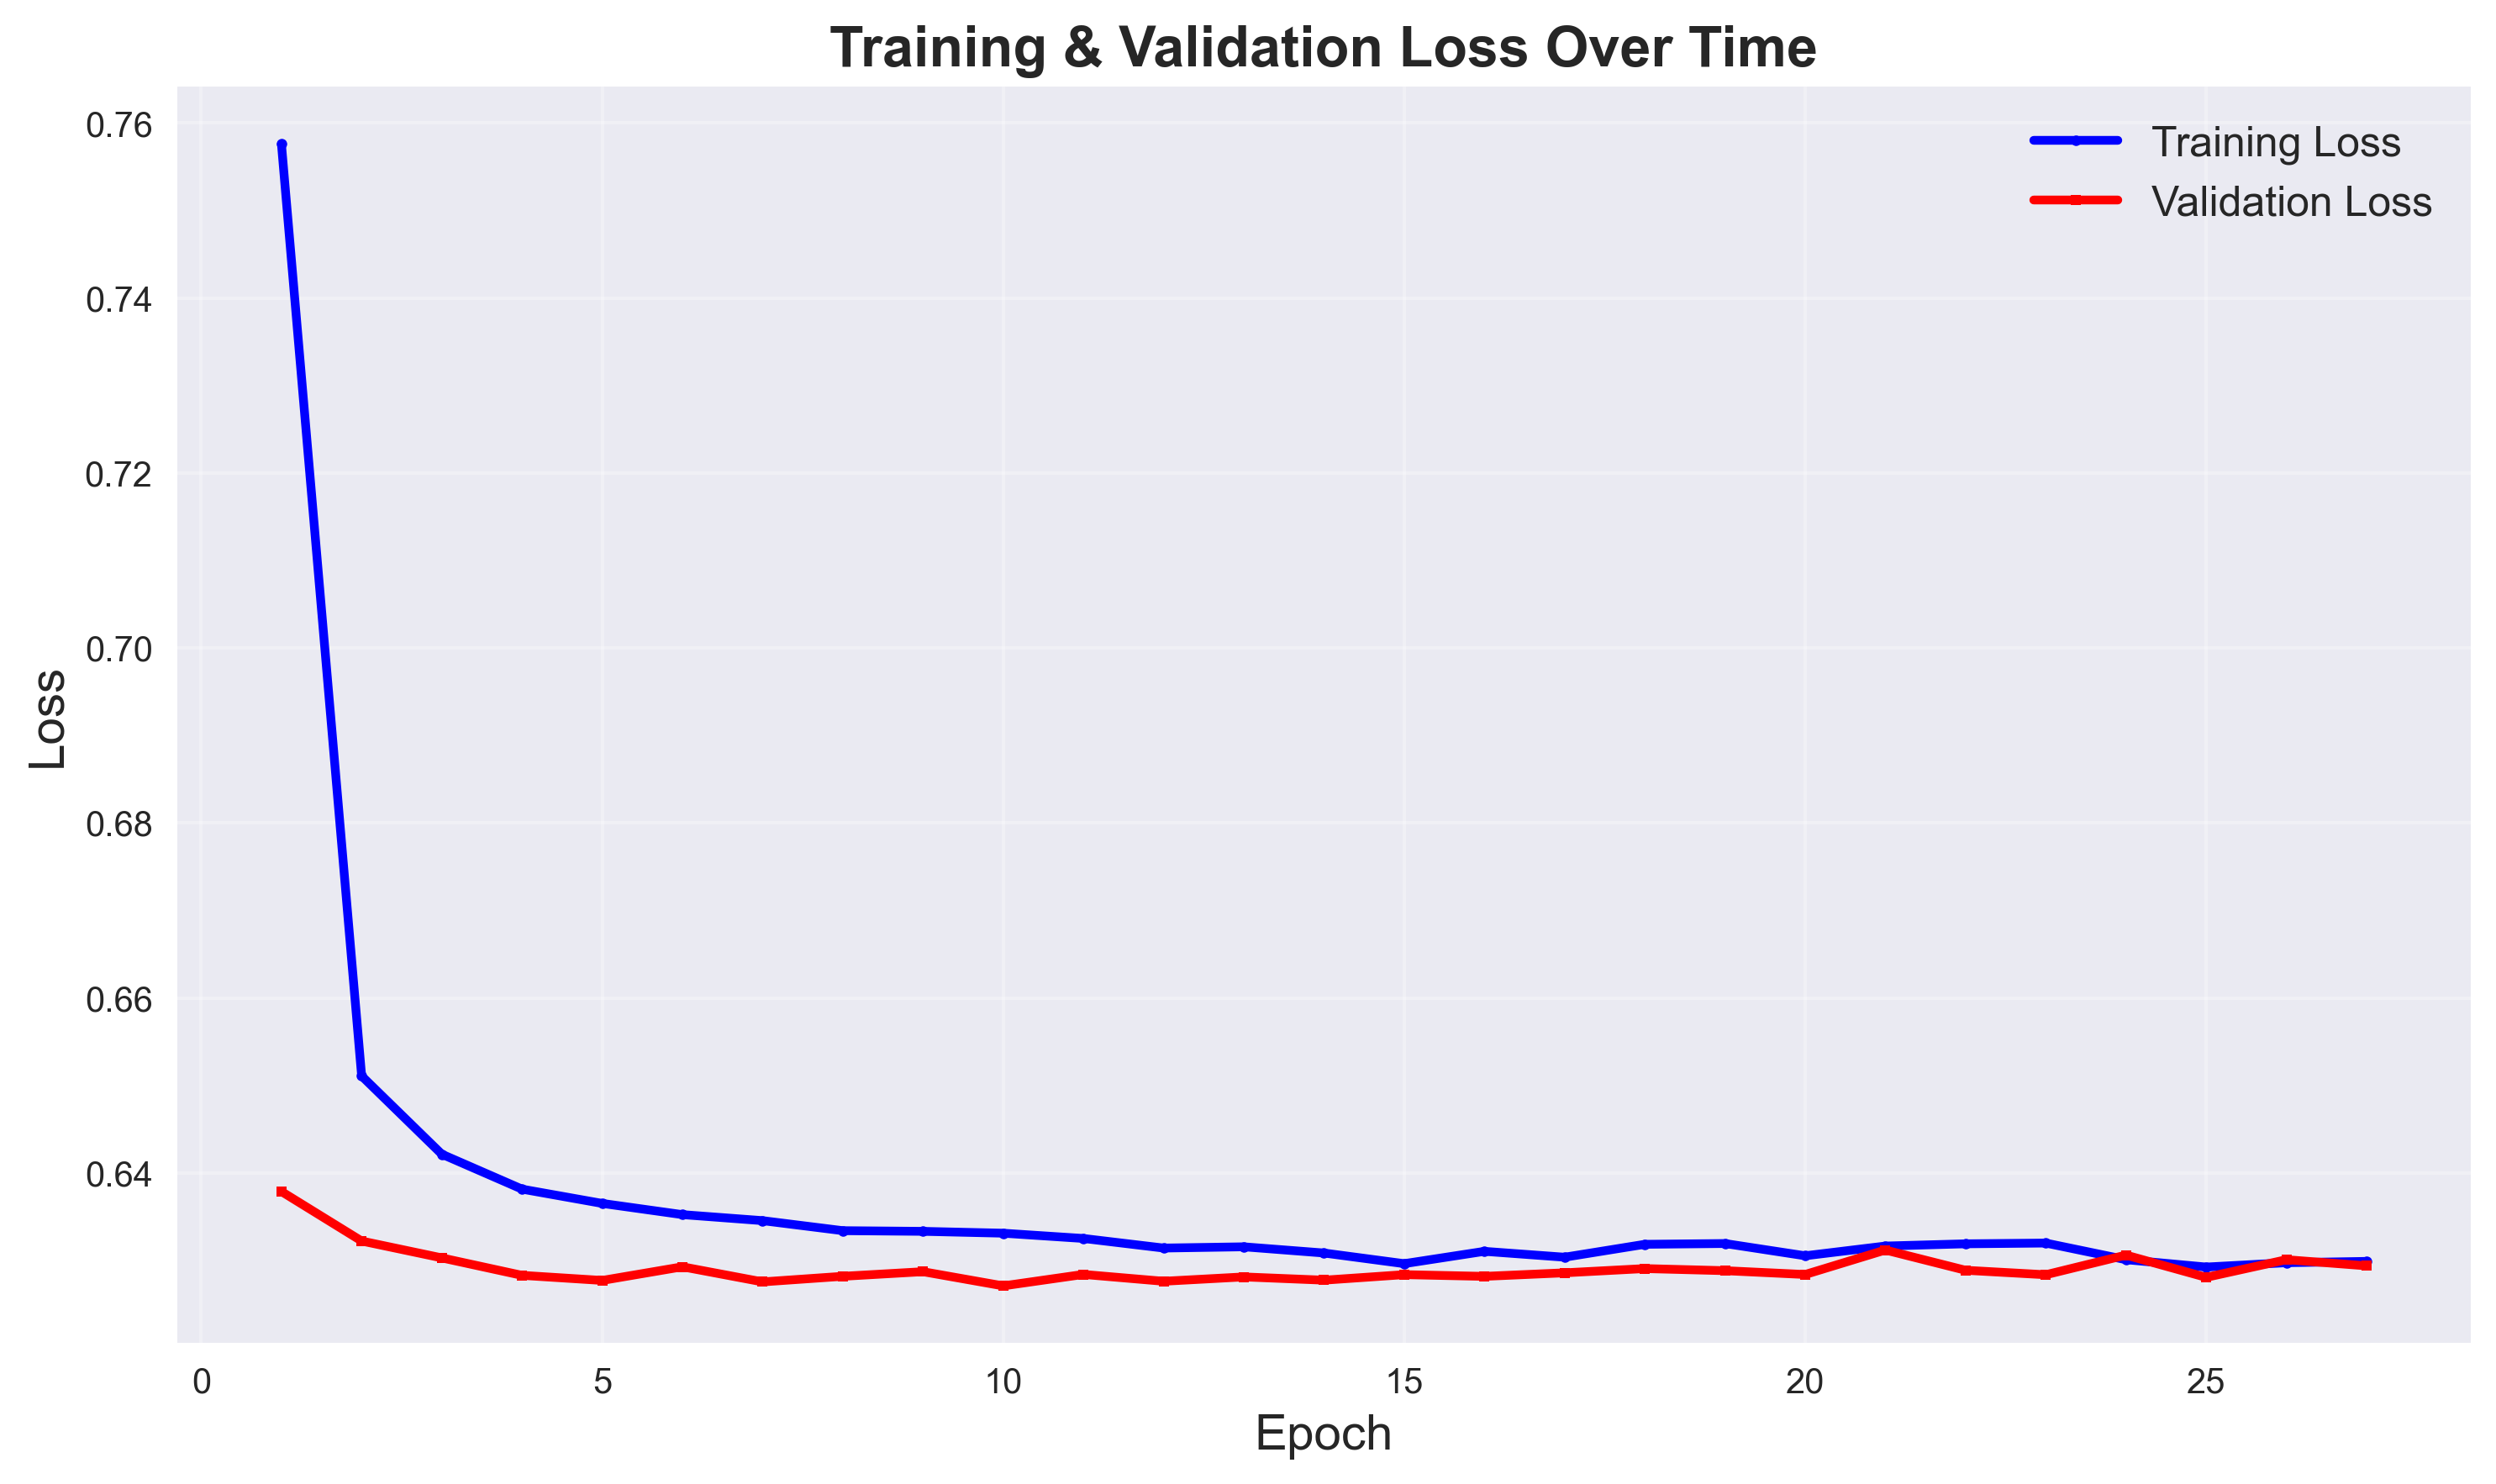 Training & Validation Loss Over Time
Training Loss
Validation Loss
0.76
0.74
0.72
0.70
0.68
0.66
0.64
Loss
0 5 10 15 20 25
Epoch